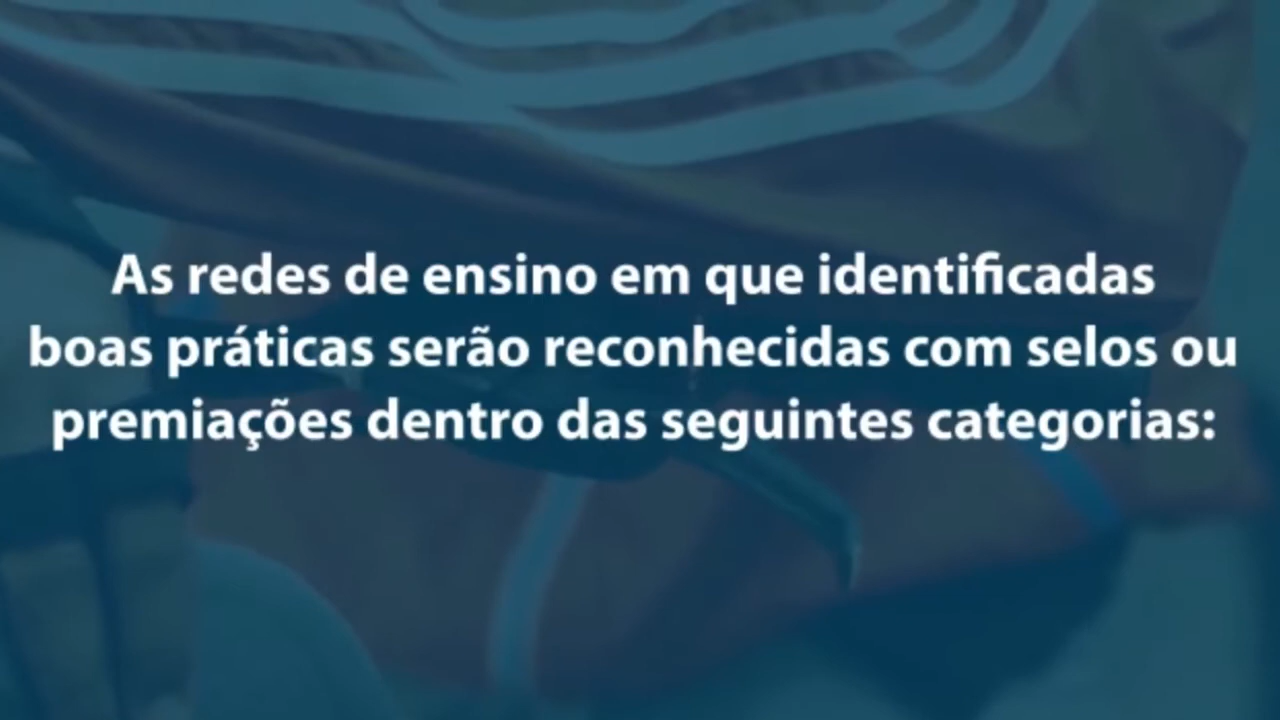 As redes de ensino em que identificadas
boas práticas serão reconhecidas com selos ou
premiações dentro das seguintes categorias: